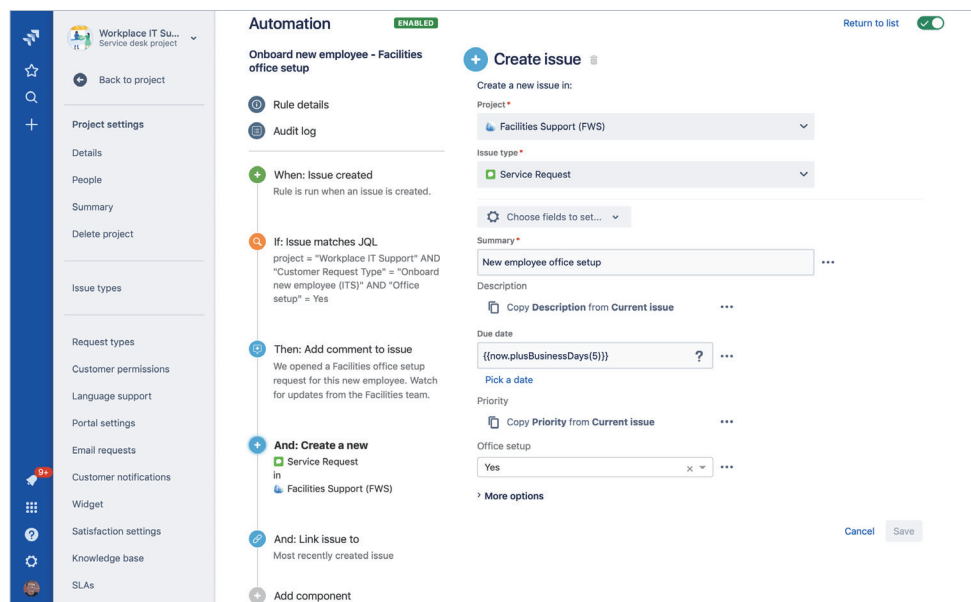 Workplace IT Su...
Service desk project
Back to project
Project settings
Details
People
Summary
Delete project
Issue types
Request types
Customer permissions
Language support
Portal settings
Email requests
Customer notifications
Widget
Satisfaction settings
Knowledge base
SLAs
9+
Automation
ENABLED
Return to list
Onboard new employee - Facilities
office setup
Rule details
Audit log
When: Issue created
Rule is run when an issue is created.
If: Issue matches JQL
project = "Workplace IT Support" AND
"Customer Request Type" = "Onboard
new employee (ITS)" AND "Office
setup" = Yes
Then: Add comment to issue
We opened a Facilities office setup
request for this new employee. Watch
for updates from the Facilities team.
And: Create a new
Service Request
in
Facilities Support (FWS)
And: Link issue to
Most recently created issue
Add component
Create issue
Create a new issue in:
Project*
Facilities Support (FWS)
Issue type*
Service Request
Choose fields to set...
Summary*
New employee office setup
Description
Copy Description from Current issue
Due date
{{now.plusBusinessDays(5)}}
?
Pick a date
Priority
Copy Priority from Current issue
Office setup
Yes
More options
Cancel
Save